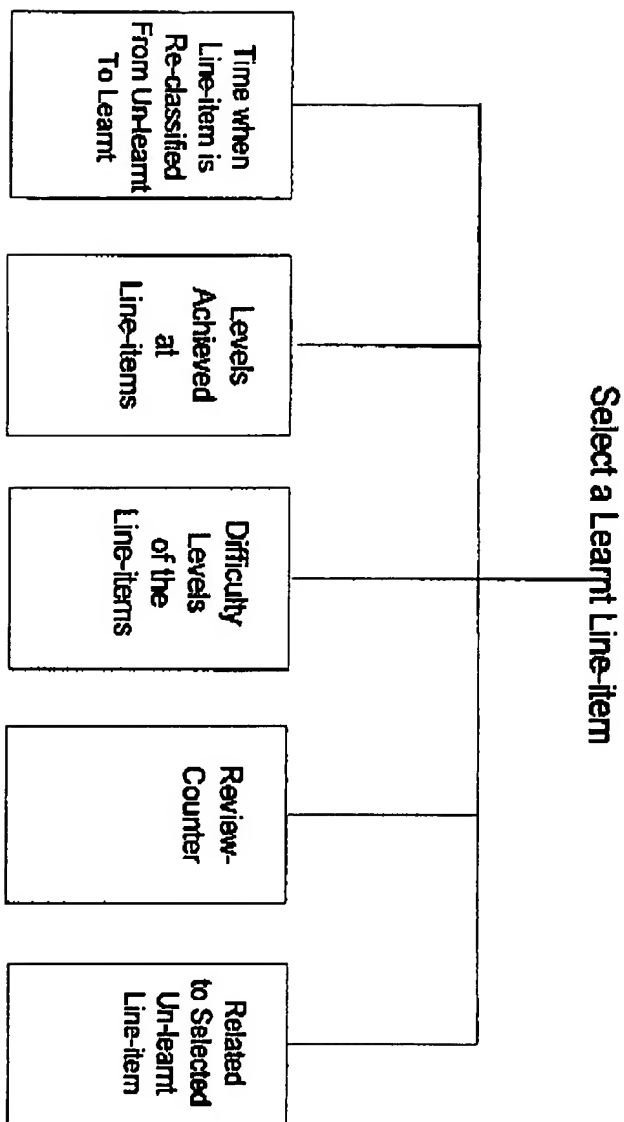 Select a Learnt Line-item
Time when
Line-item is
Re-classified
From Un-learnt
To Learnt
Levels
Achieved
at
Line-items
Difficulty
Levels
of the
Line-items
Review-
Counter
Related
to Selected
Un-learnt
Line-item